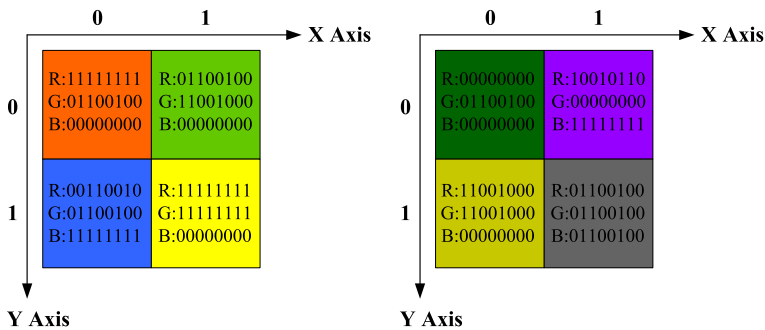 0 1
X Axis
R:11111111 R:01100100
G:01100100 G:11001000
B:00000000 B:00000000
0
R:00110010 R:11111111
G:01100100 G:11111111
B:11111111 B:00000000
1
Y Axis
0 1
X Axis
R:00000000 R:10010110
G:01100100 G:00000000
B:00000000 B:11111111
0
R:11001000 R:01100100
G:11001000 G:01100100
B:00000000 B:01100100
1
Y Axis